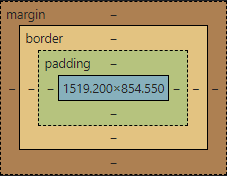 margin –
border –
padding –
– – – 1519.200×854.550 – – –
–
–
–